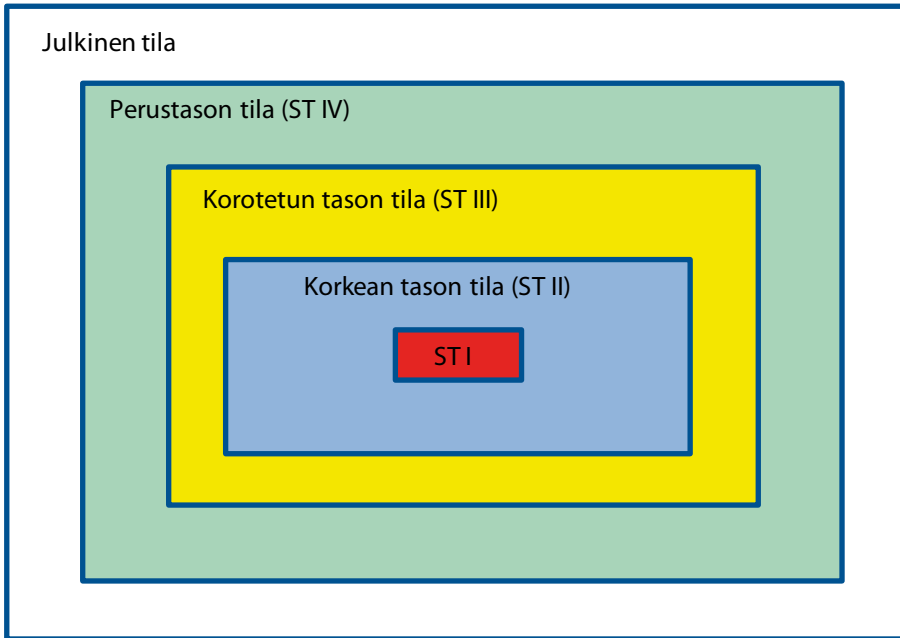 Julkinen tila
Perustason tila (ST IV)
Korotetun tason tila (ST III)
Korkean tason tila (ST II)
ST I